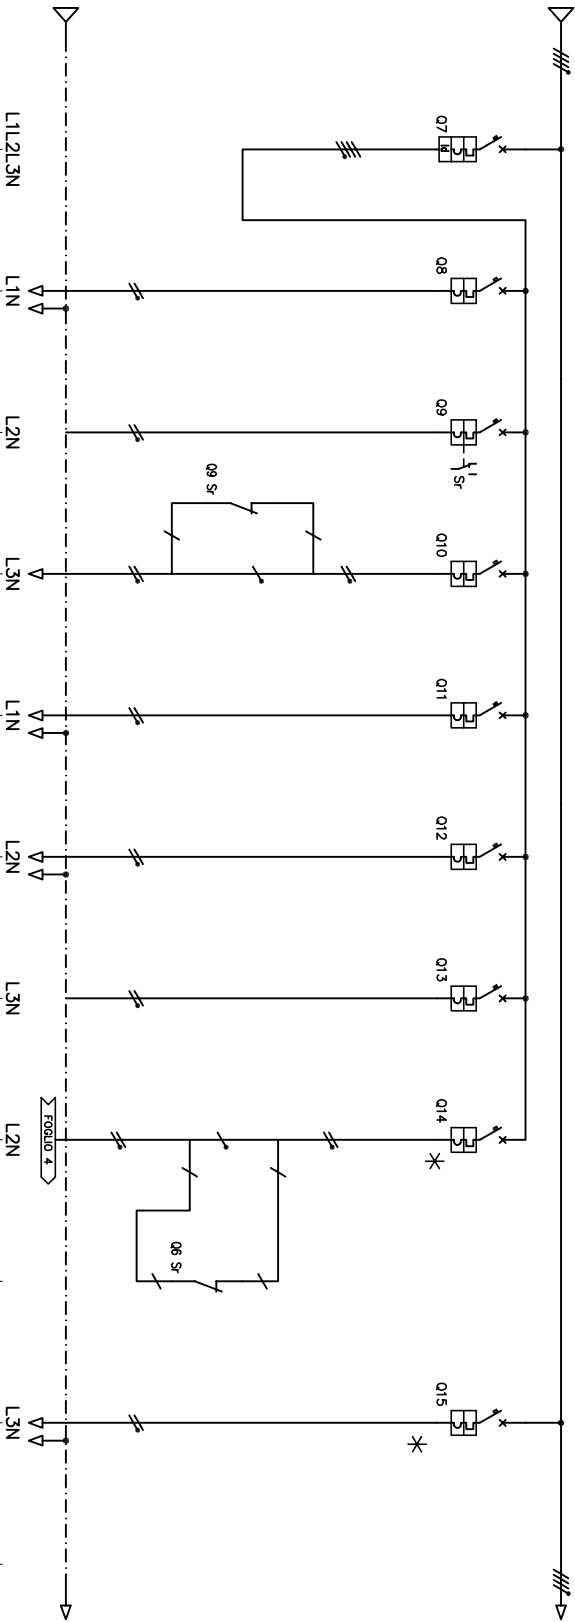 Q7
Id
L1L2L3N
Q8
L1N
Q9
Sr
L2N
Q9 Sr
Q10
L3N
Q11
L1N
Q12
L2N
Q13
L3N
Q14
FOGLIO 4
L2N
Q6 Sr
Q15
L3N